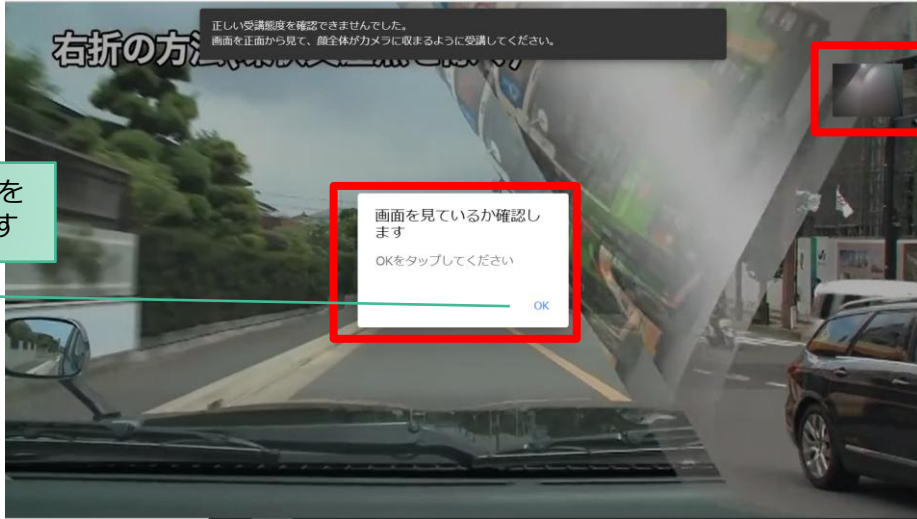 正しい受講態度を確認できませんでした。
画面を正面から見て、顔全体がカメラに収まるように受講してください。
右折の方法
を
す
画面を見ているか確認し
ます
OKをタップしてください
OK